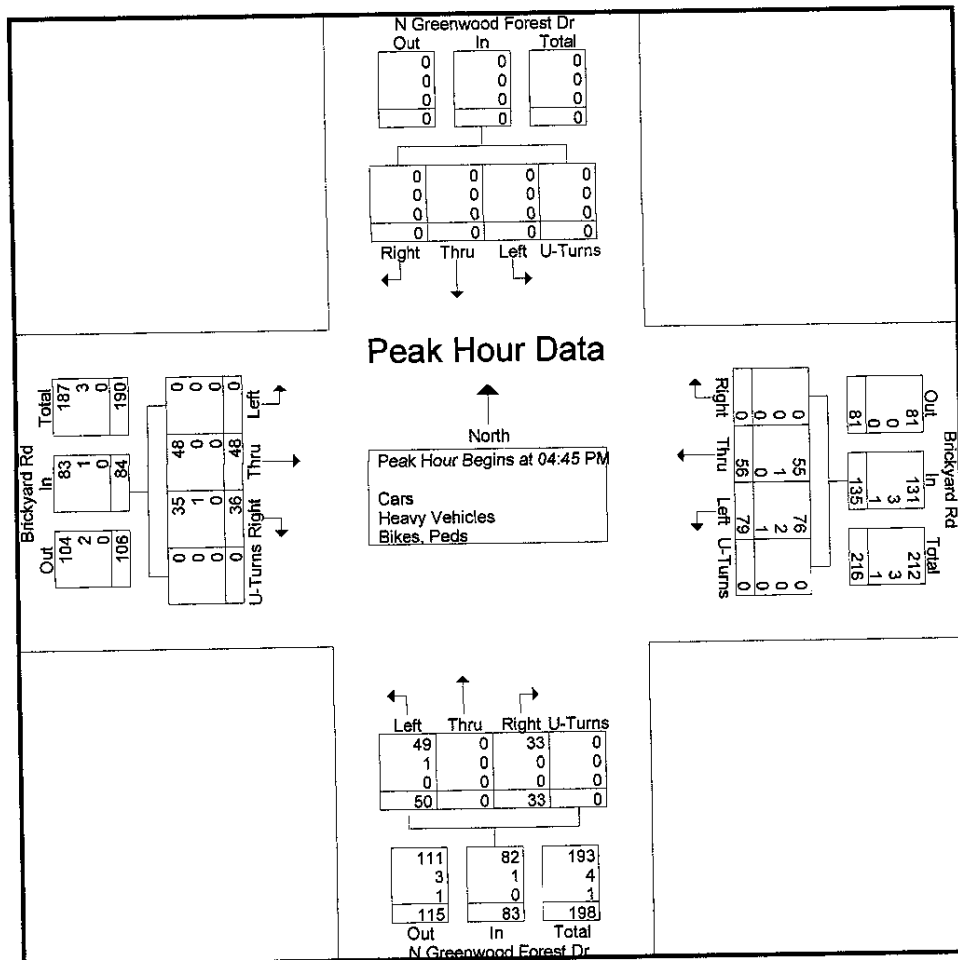 N Greenwood Forest Dr
Out In Total
0 0 0
0 0 0
0 0 0
0 0 0
0 0 0 0
0 0 0 0
0 0 0 0
0 0 0 0
Right Thru Left U-Turns
Peak Hour Data
North
Peak Hour Begins at 04:45 PM
Cars
Heavy Vehicles
Bikes, Peds
Brickyard Rd
Total In Out
187 83 104
3 1 2
0 0 0
190 84 106
Left Thru Right U-Turns
0 48 35 0
0 0 1 0
0 0 0 0
0 48 36 0
Brickyard Rd
Out In Total
81 131 212
0 3 3
0 1 1
81 135 216
Right Thru Left U-Turns
0 55 76 0
0 1 2 0
0 0 1 0
0 56 79 0
Left Thru Right U-Turns
49 0 33 0
1 0 0 0
0 0 0 0
50 0 33 0
111 82 193
3 1 4
1 0 1
115 83 198
Out In Total
N Greenwood Forest Dr